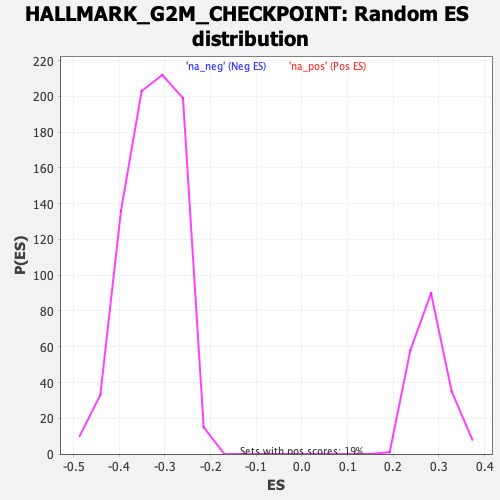 HALLMARK_G2M_CHECKPOINT: Random ES
distribution
'na_neg' (Neg ES) 'na_pos' (Pos ES)
220
200
180
160
140
120
100
80
60
40
20
0
P(ES)
Sets with pos scores: 19%
-0.5 -0.4 -0.3 -0.2 -0.1 0.0 0.1 0.2 0.3 0.4
ES